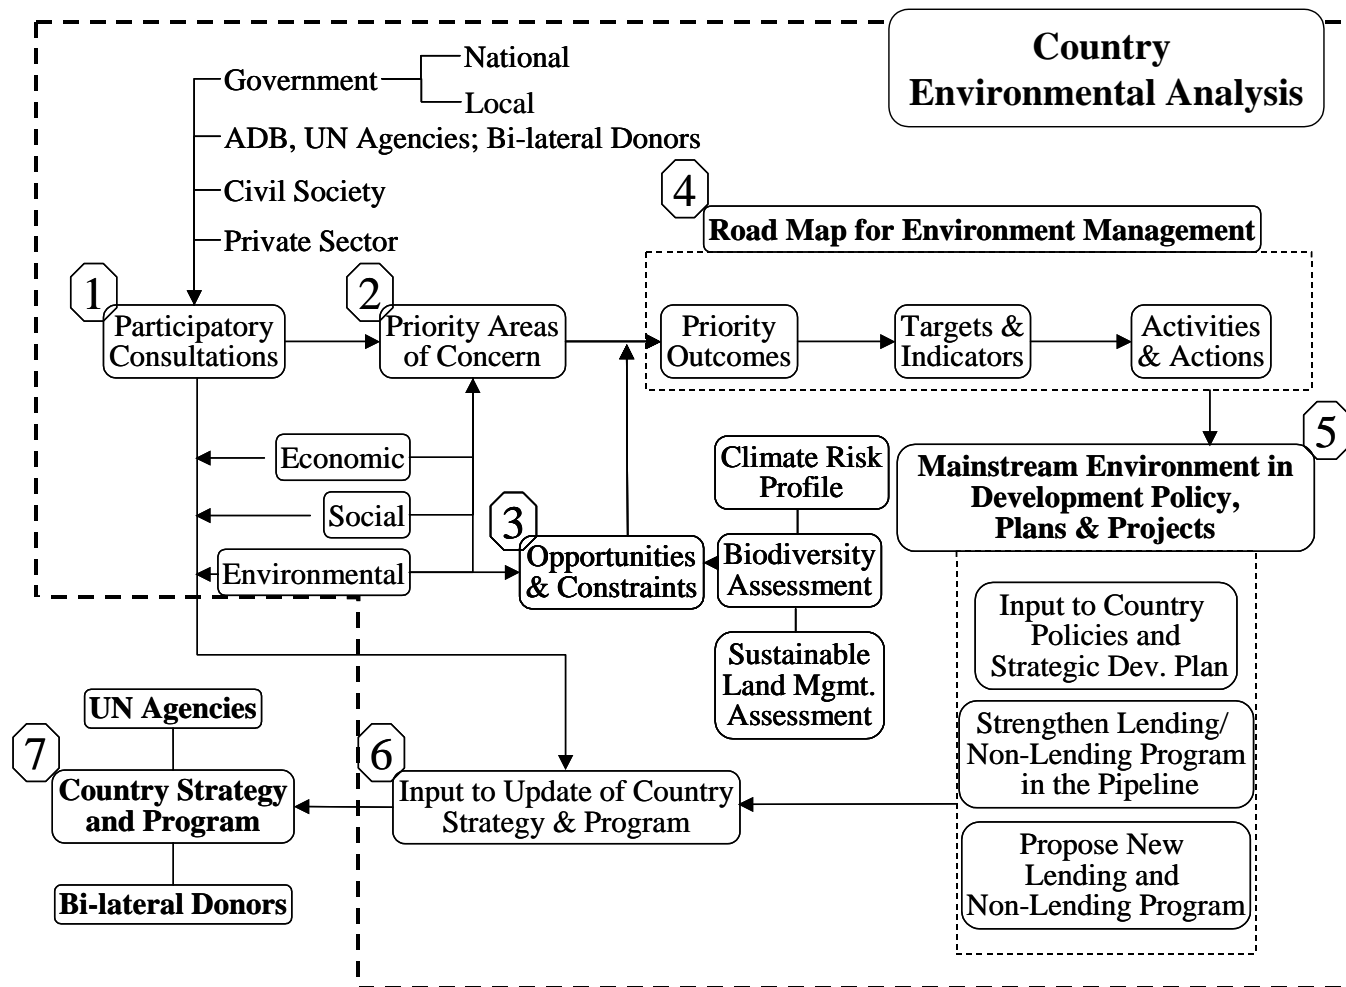 Country
Environmental Analysis
National
Government
Local
ADB, UN Agencies; Bi-lateral Donors
Civil Society
Private Sector
4
Road Map for Environment Management
1
Participatory
Consultations
2
Priority Areas
of Concern
Priority
Outcomes
Targets &
Indicators
Activities
& Actions
Economic
Social
Environmental
3
Opportunities
& Constraints
Climate Risk
Profile
Biodiversity
Assessment
Sustainable
Land Mgmt.
Assessment
5
Mainstream Environment in
Development Policy,
Plans & Projects
Input to Country
Policies and
Strategic Dev. Plan
Strengthen Lending/
Non-Lending Program
in the Pipeline
Propose New
Lending and
Non-Lending Program
6
Input to Update of Country
Strategy & Program
UN Agencies
7
Country Strategy
and Program
Bi-lateral Donors